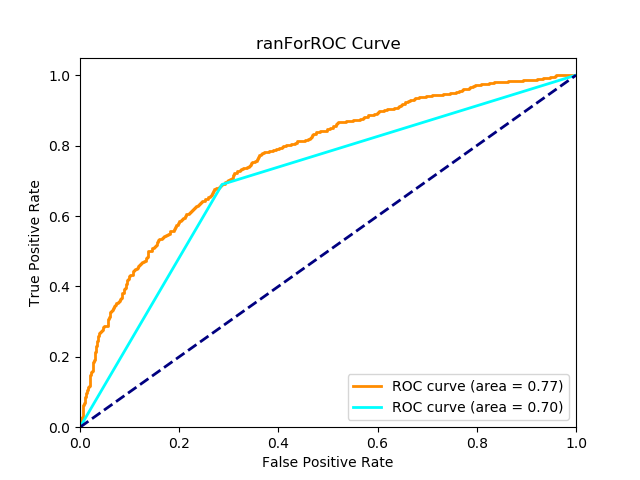 ranForROC Curve
1.0
0.8
0.6
0.4
0.2
0.0
True Positive Rate
ROC curve (area = 0.77)
ROC curve (area = 0.70)
0.0 0.2 0.4 0.6 0.8 1.0
False Positive Rate